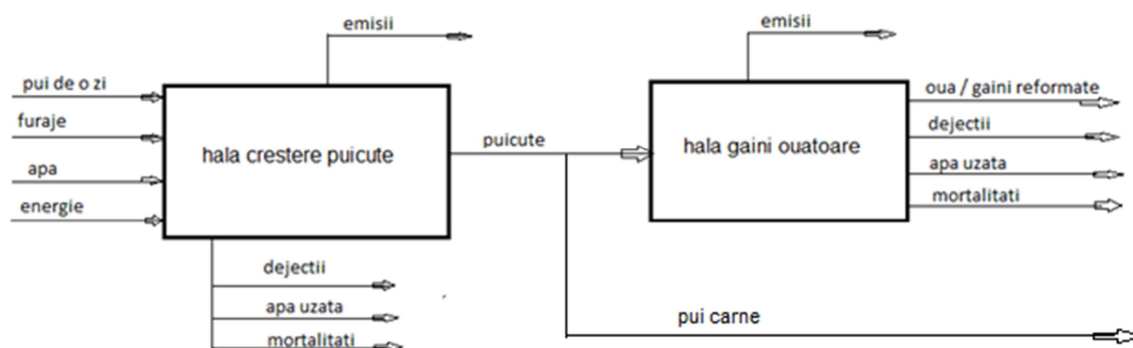 emisii
emisii
pui de o zi
furaje
apa
energie
hala crestere puicute
puicute
hala gaini ouatoare
oua / gaini reformate
dejectii
apa uzata
mortalitati
dejectii
apa uzata
mortalitati
pui carne